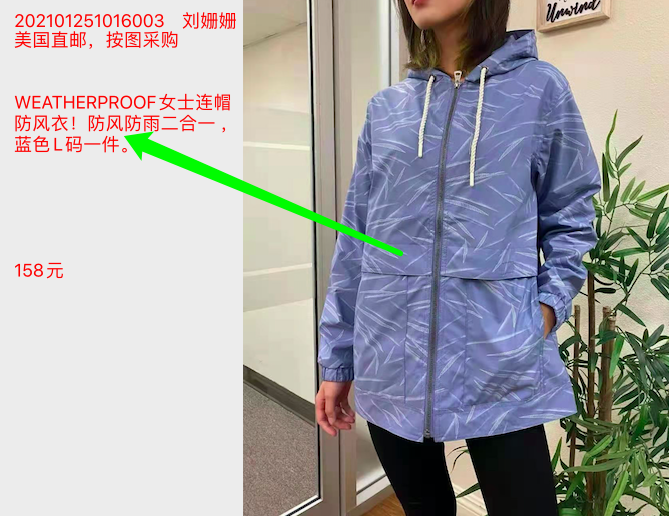 202101251016003 刘姗姗
美国直邮，按图采购
WEATHERPROOF女士连帽
防风衣！防风防雨二合一，
蓝色L码一件。
158元
Unwind